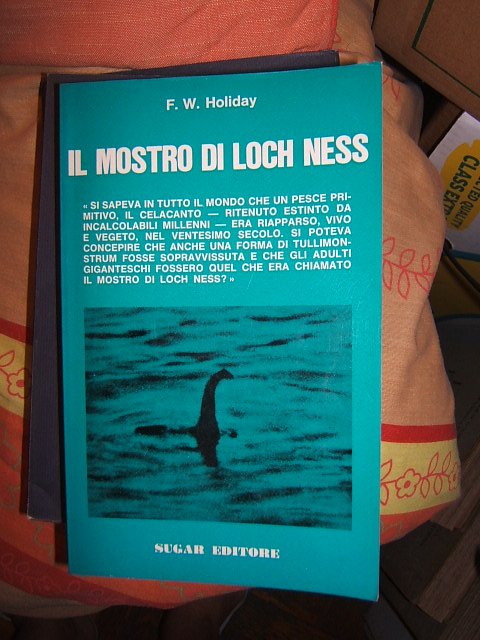 F. W. Holiday
IL MOSTRO DI LOCH NESS
« SI SAPEVA IN TUTTO IL MONDO CHE UN PESCE PRI-
MITIVO, IL CELACANTO — RITENUTO ESTINTO DA
INCALCOLABILI MILLENNI — ERA RIAPPARSO, VIVO
E VEGETO, NEL VENTESIMO SECOLO. SI POTEVA
CONCEPIRE CHE ANCHE UNA FORMA DI TULLIMON-
STRUM FOSSE SOPRAVVISSUTA E CHE GLI ADULTI
GIGANTESCHI FOSSERO QUEL CHE ERA CHIAMATO
IL MOSTRO DI LOCH NESS? »
SUGAR EDITORE
QUALITY
CLASS